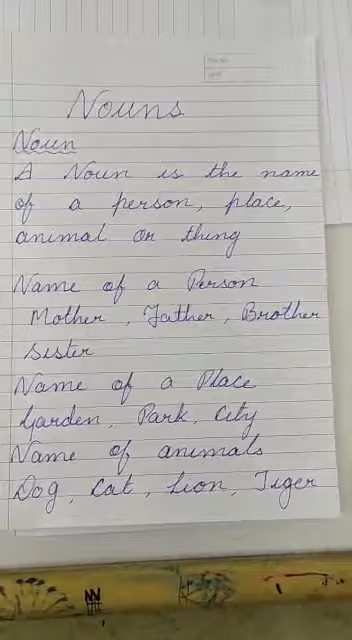 Nouns
Noun
A Noun is the name
of a person, place,
animal or thing
Name of a Person
Mother, Father, Brother
Sister
Name of a Place
Garden, Park, City
Name of animals
Dog, Cat, Lion, Tiger